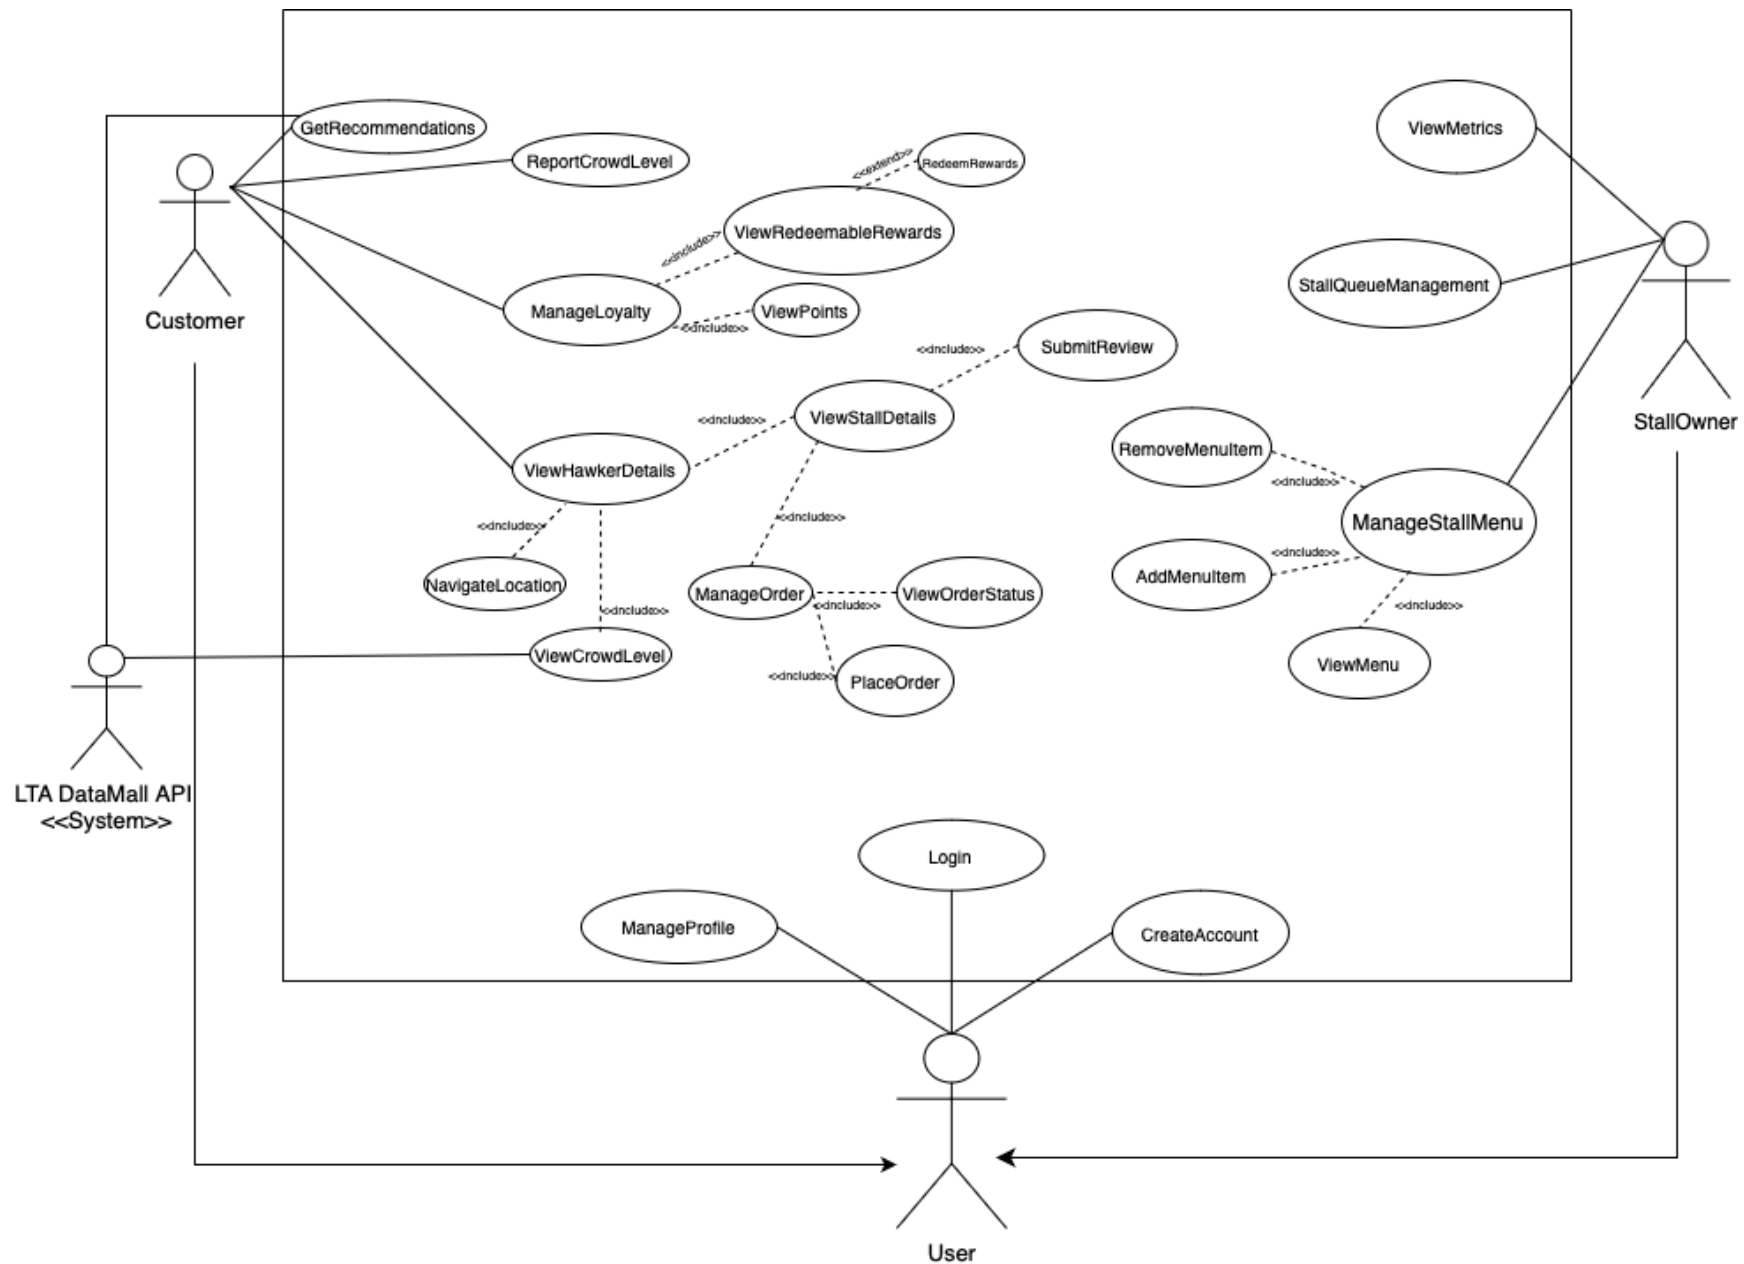 GetRecommendations
ReportCrowdLevel
<<extend>>
RedeemRewards
ViewMetrics
ViewRedeemableRewards
<<include>>
StallQueueManagement
Customer
ManageLoyalty
ViewPoints
<<include>>
SubmitReview
<<include>>
ViewStallDetails
<<include>>
StallOwner
RemoveMenuItem
ViewHawkerDetails
<<include>>
<<include>>
<<include>>
ManageStallMenu
<<include>>
AddMenuItem
NavigateLocation
ManageOrder
ViewOrderStatus
<<include>>
<<include>>
<<include>>
ViewCrowdLevel
ViewMenu
<<include>>
PlaceOrder
LTA DataMall API
<<System>>
Login
ManageProfile
CreateAccount
User